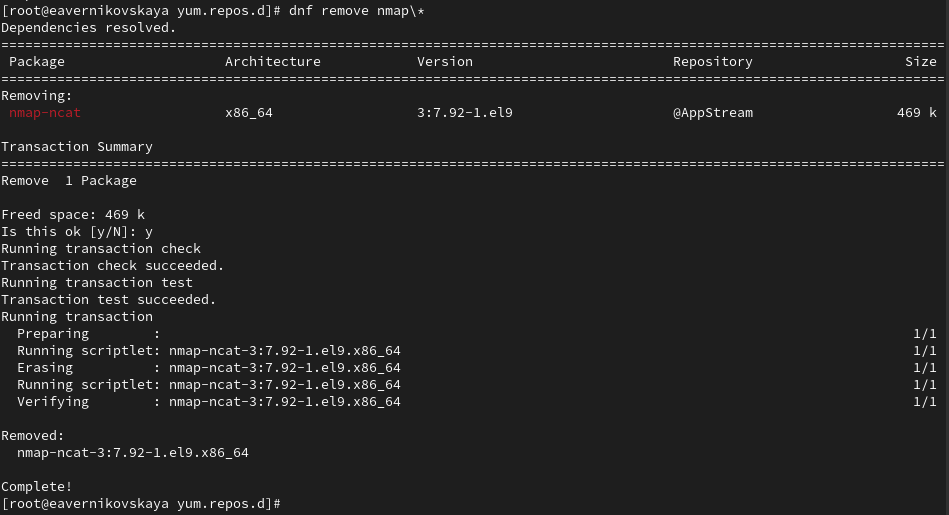 [root@eavernikovskaya yum.repos.d]# dnf remove nmap\*
Dependencies resolved.
================================================================================
 Package                    Architecture            Version                         Repository                   Size
================================================================================
Removing:
 nmap-ncat                  x86_64                  3:7.92-1.el9                    @AppStream                  469 k

Transaction Summary
================================================================================
Remove  1 Package

Freed space: 469 k
Is this ok [y/N]: y
Running transaction check
Transaction check succeeded.
Running transaction test
Transaction test succeeded.
Running transaction
  Preparing        :                                                                                              1/1
  Running scriptlet: nmap-ncat-3:7.92-1.el9.x86_64                                                                1/1
  Erasing          : nmap-ncat-3:7.92-1.el9.x86_64                                                                1/1
  Running scriptlet: nmap-ncat-3:7.92-1.el9.x86_64                                                                1/1
  Verifying        : nmap-ncat-3:7.92-1.el9.x86_64                                                                1/1

Removed:
  nmap-ncat-3:7.92-1.el9.x86_64

Complete!
[root@eavernikovskaya yum.repos.d]#